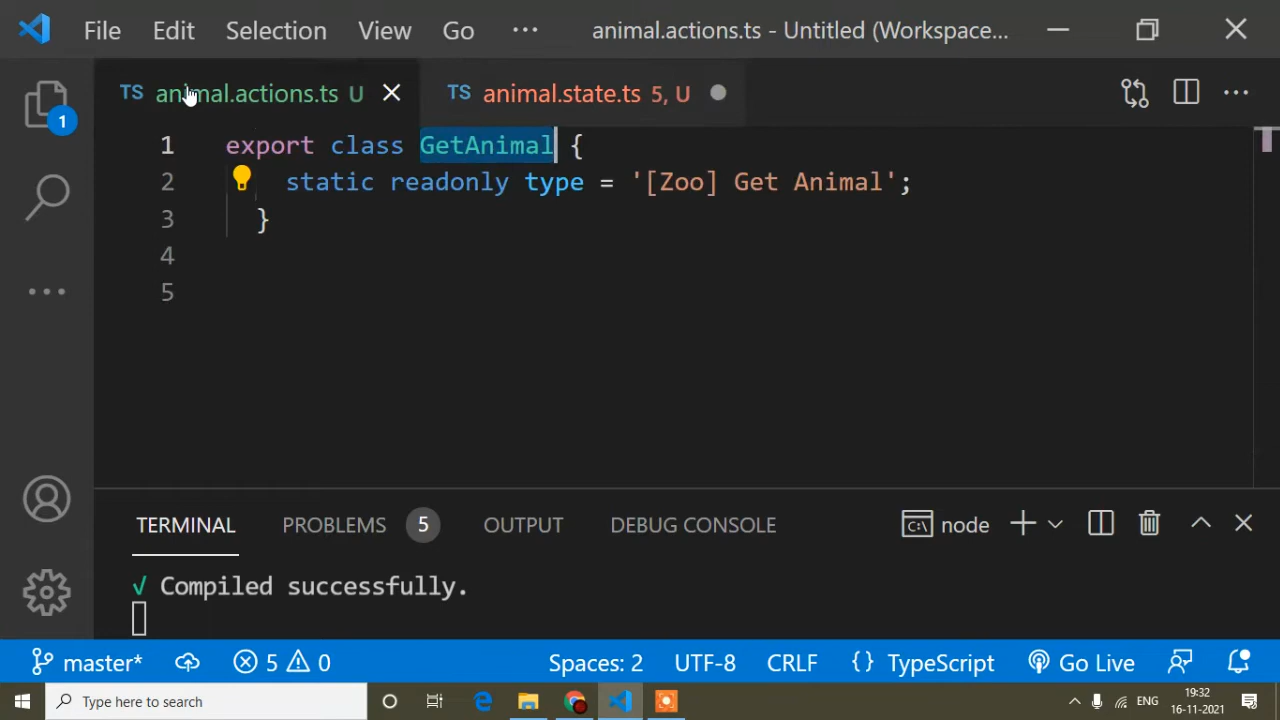 File Edit Selection View Go ··· animal.actions.ts - Untitled (Workspace...
1
TS animal.actions.ts U TS animal.state.ts 5, U
1 export class GetAnimal {
2 static readonly type = '[Zoo] Get Animal';
3 }
4
5
TERMINAL PROBLEMS 5 OUTPUT DEBUG CONSOLE node
√ Compiled successfully.
master* 5 0 Spaces: 2 UTF-8 CRLF {} TypeScript Go Live
Type here to search ENG 19:32
16-11-2021